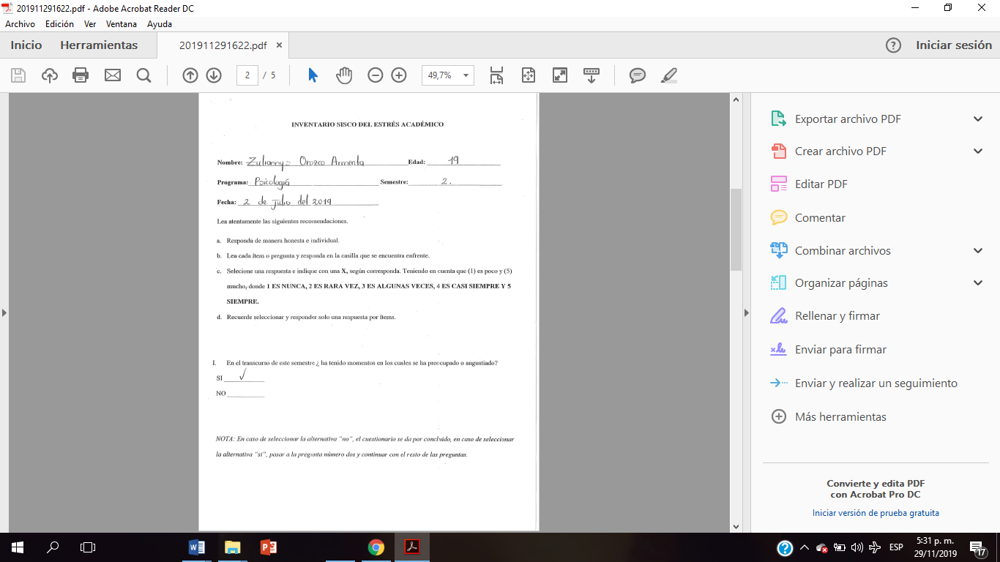 201911291622.pdf - Adobe Acrobat Reader DC
Archivo Edición Ver Ventana Ayuda
Inicio Herramientas 201911291622.pdf × Iniciar sesión
2 / 5 49,7%
INVENTARIO SISCO DEL ESTRÉS ACADÉMICO
Nombre: Zulianny Orozco Armenta Edad: 19
Programa: Psicología Semestre: 2.
Fecha: 2 de julio del 2019
Lea atentamente las siguientes recomendaciones.
a. Responda de manera honesta e individual.
b. Lea cada ítem o pregunta y responda en la casilla que se encuentra enfrente.
c. Selecione una respuesta e indique con una X, según corresponda. Teniendo en cuenta que (1) es poco y (5)
mucho, donde 1 ES NUNCA, 2 ES RARA VEZ, 3 ES ALGUNAS VECES, 4 ES CASI SIEMPRE Y 5
SIEMPRE.
d. Recuerde seleccionar y responder solo una respuesta por ítems.
I. En el transcurso de este semestre ¿ ha tenido momentos en los cuales se ha preocupado o angustiado?
SI ✓
NO
NOTA: En caso de seleccionar la alternativa "no", el cuestionario se da por concluido, en caso de seleccionar
la alternativa "si", pasar a la pregunta número dos y continuar con el resto de las preguntas.
Exportar archivo PDF
Crear archivo PDF
Editar PDF
Comentar
Combinar archivos
Organizar páginas
Rellenar y firmar
Enviar para firmar
Enviar y realizar un seguimiento
Más herramientas
Convierte y edita PDF
con Acrobat Pro DC
Iniciar versión de prueba gratuita
ESP
5:31 p. m.
29/11/2019
17